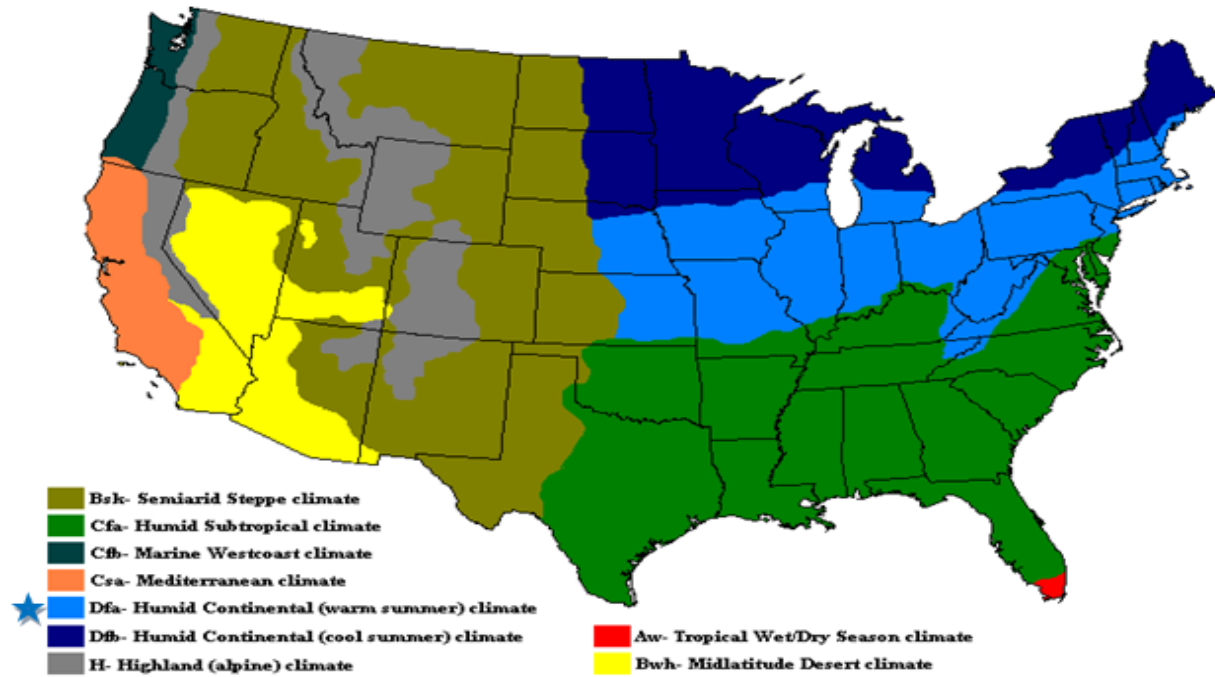 Bsk- Semiarid Steppe climate
Cfa- Humid Subtropical climate
Cfb- Marine Westcoast climate
Csa- Mediterranean climate
Dfa- Humid Continental (warm summer) climate
Dfb- Humid Continental (cool summer) climate
H- Highland (alpine) climate
Aw- Tropical Wet/Dry Season climate
Bwh- Midlatitude Desert climate